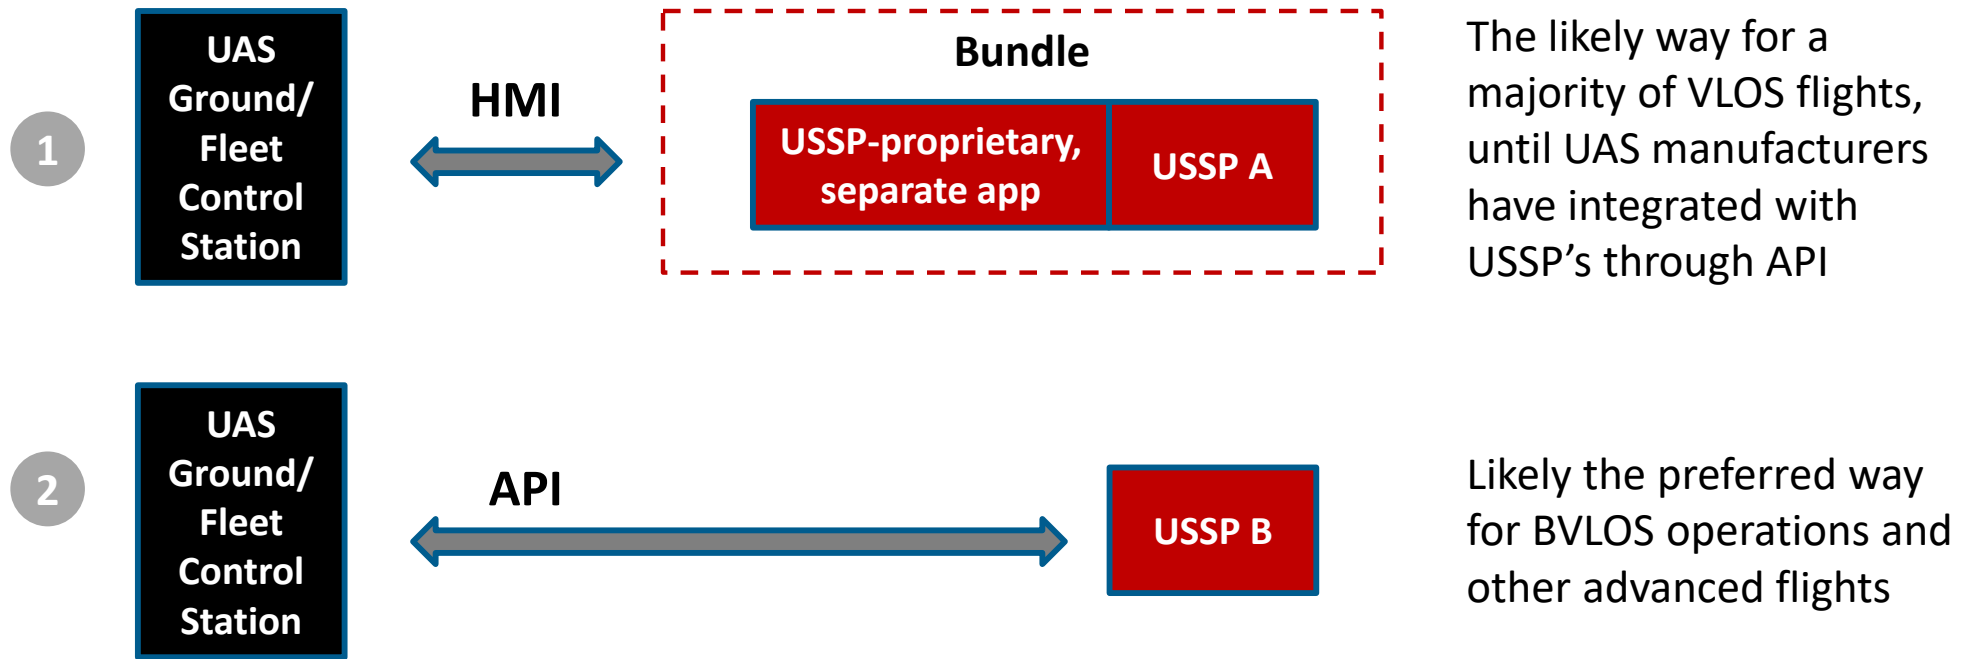 1
UAS
Ground/
Fleet
Control
Station
HMI
Bundle
USSP-proprietary,
separate app
USSP A
The likely way for a
majority of VLOS flights,
until UAS manufacturers
have integrated with
USSP’s through API
2
UAS
Ground/
Fleet
Control
Station
API
USSP B
Likely the preferred way
for BVLOS operations and
other advanced flights